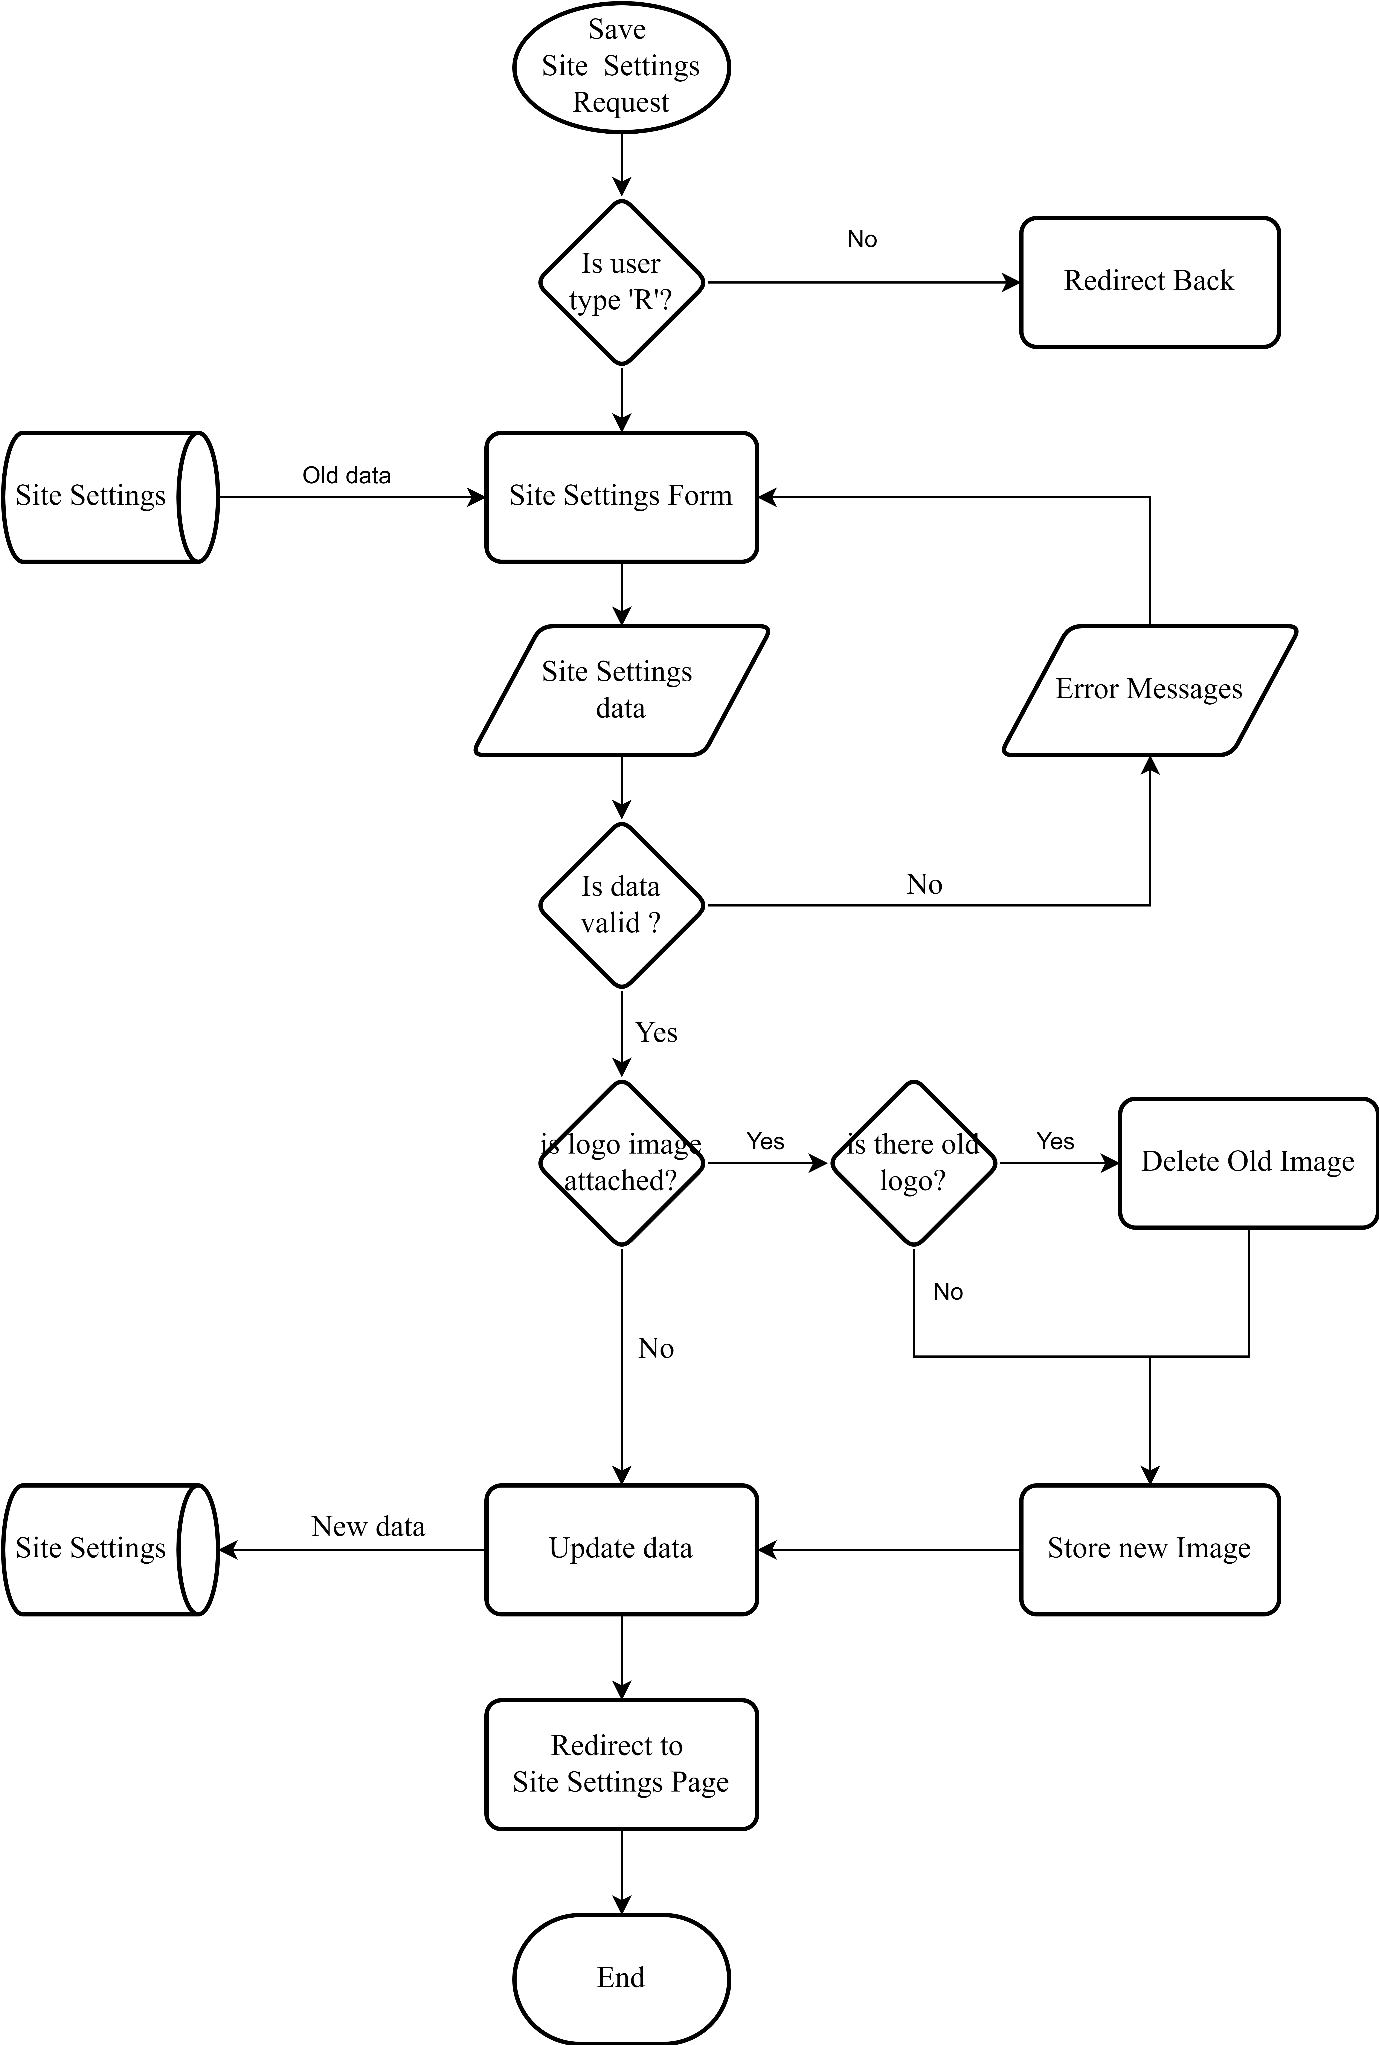 Save
Site Settings
Request
Is user
type 'R'?
No
Redirect Back
Site Settings
Old data
Site Settings Form
Site Settings
data
Error Messages
Is data
valid ?
No
Yes
is logo image
attached?
Yes
is there old
logo?
Yes
Delete Old Image
No
No
Site Settings
New data
Update data
Store new Image
Redirect to
Site Settings Page
End